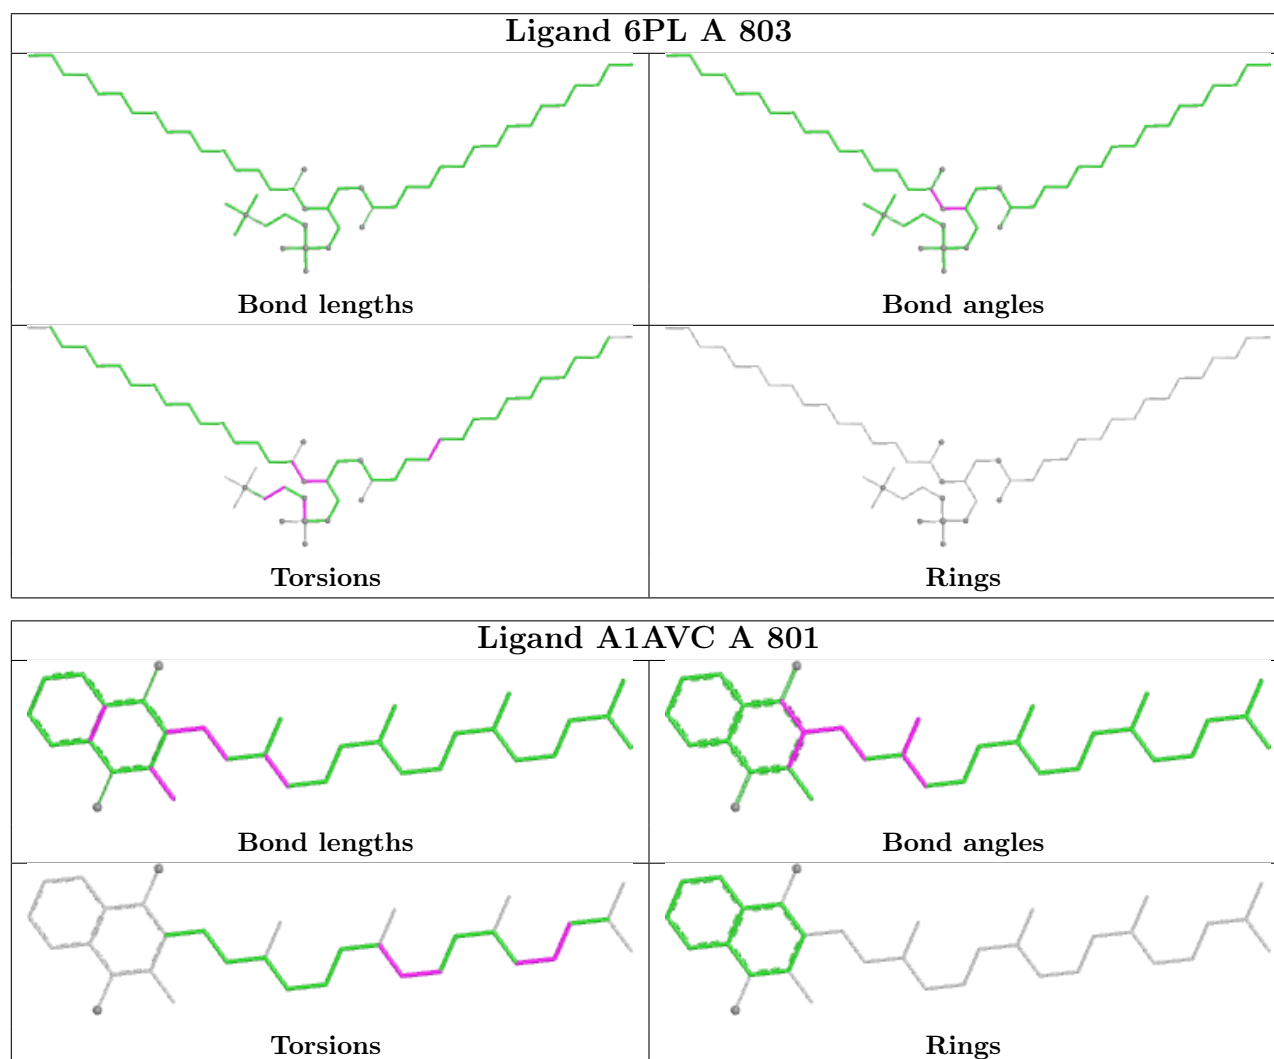 Ligand 6PL A 803
Bond lengths
Bond angles
Torsions
Rings
Ligand A1AVC A 801
Bond lengths
Bond angles
Torsions
Rings